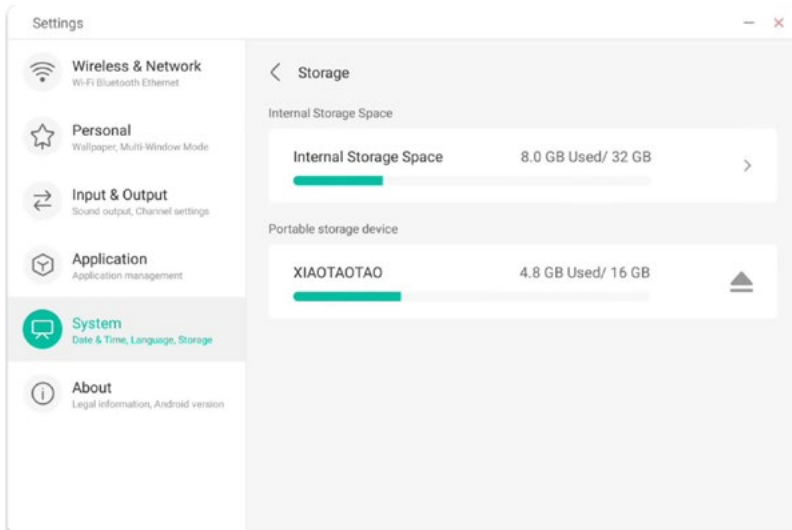 Settings
Wireless & Network
Wi-Fi Bluetooth Ethernet
Personal
Wallpaper, Multi-Window Mode
Input & Output
Sound output, Channel settings
Application
Application management
System
Date & Time, Language, Storage
About
Legal information, Android version
Storage
Internal Storage Space
Internal Storage Space 8.0 GB Used/ 32 GB
Portable storage device
XIAOTAOTAO 4.8 GB Used/ 16 GB